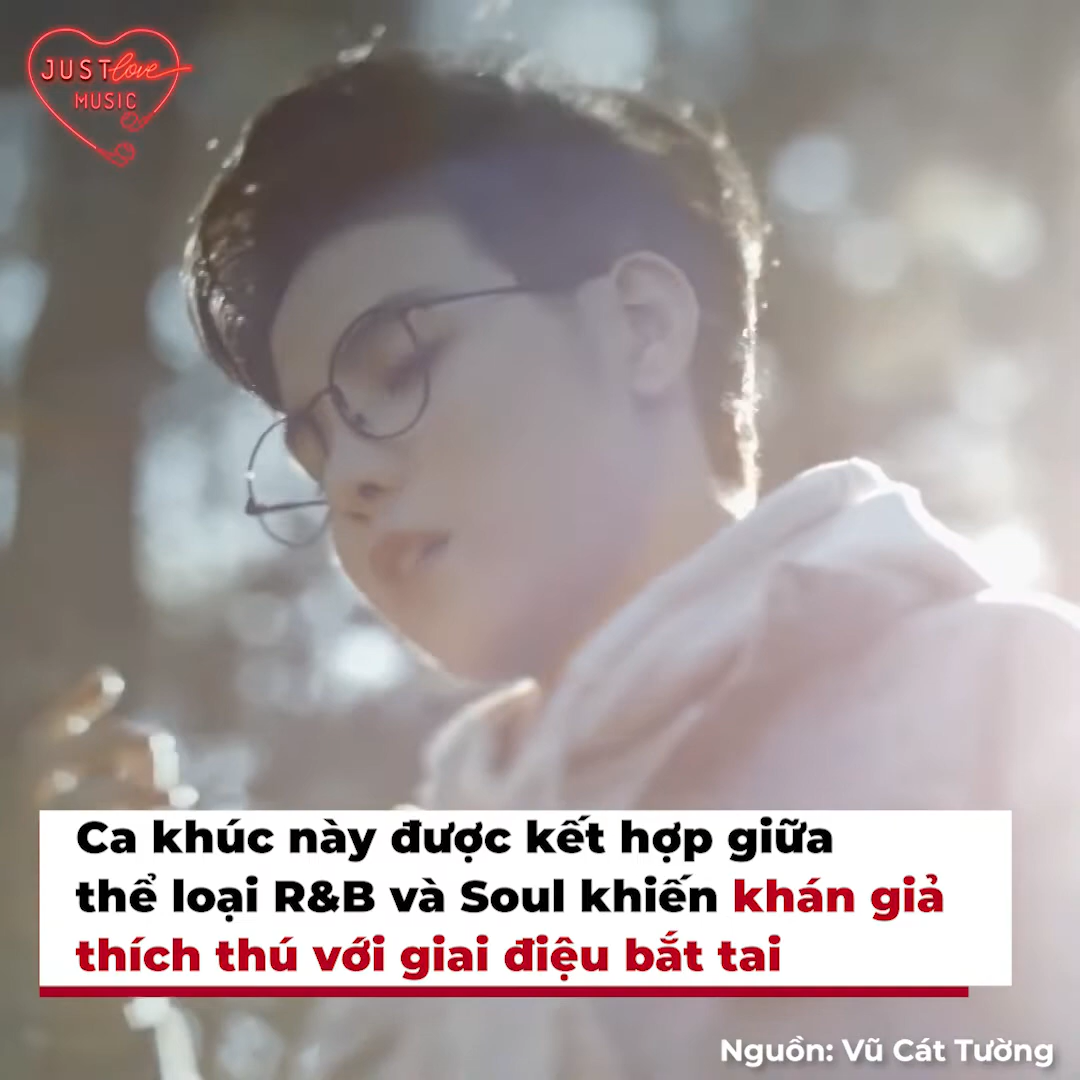 JUST love
MUSIC
Ca khúc này được kết hợp giữa
thể loại R&B và Soul khiến khán giả
thích thú với giai điệu bắt tai
Nguồn: Vũ Cát Tường